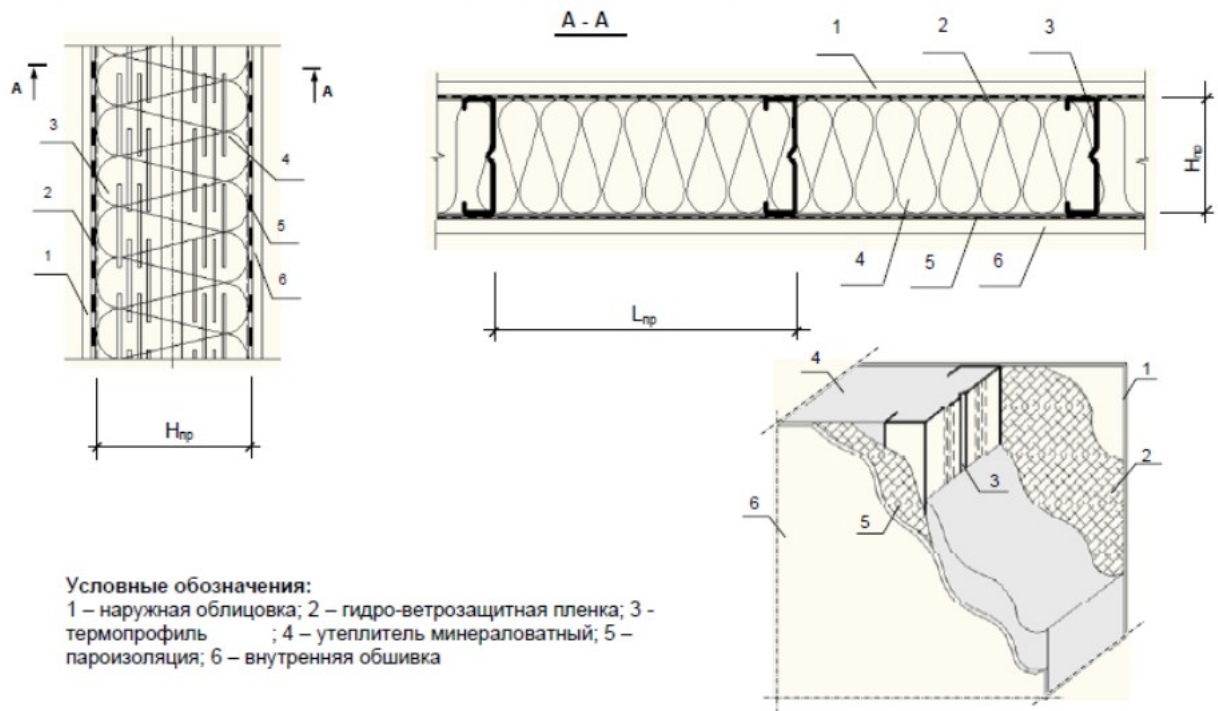 А - А
1
2
3
А
А
3
4
2
5
1
6
Hпр
Hпр
4
5
6
Lпр
4
1
2
3
5
6
Условные обозначения:
1 – наружная облицовка; 2 – гидро-ветрозащитная пленка; 3 -
термопрофиль ; 4 – утеплитель минераловатный; 5 –
пароизоляция; 6 – внутренняя обшивка